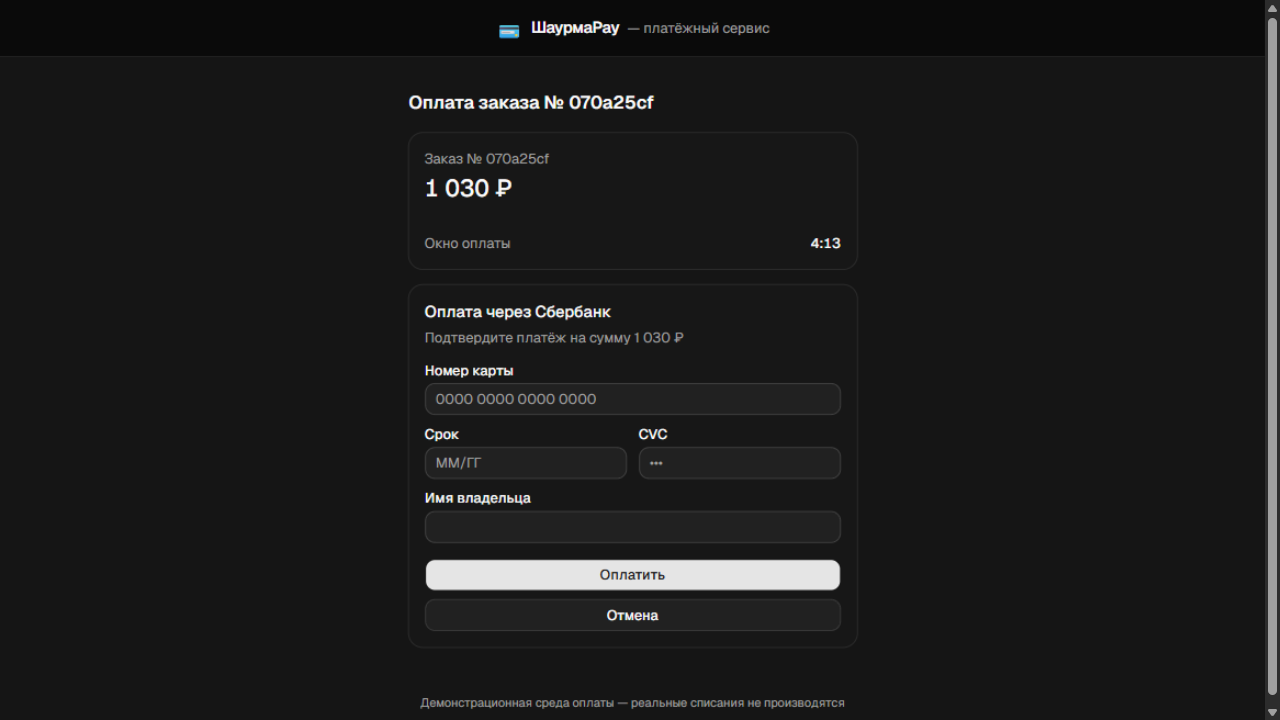 ШаурмаPay — платёжный сервис
Оплата заказа № 070a25cf
Заказ № 070a25cf
1 030 ₽
Окно оплаты 4:13
Оплата через Сбербанк
Подтвердите платёж на сумму 1 030 ₽
Номер карты
0000 0000 0000 0000
Срок CVC
ММ/ГГ •••
Имя владельца
Оплатить
Отмена
Демонстрационная среда оплаты — реальные списания не производятся